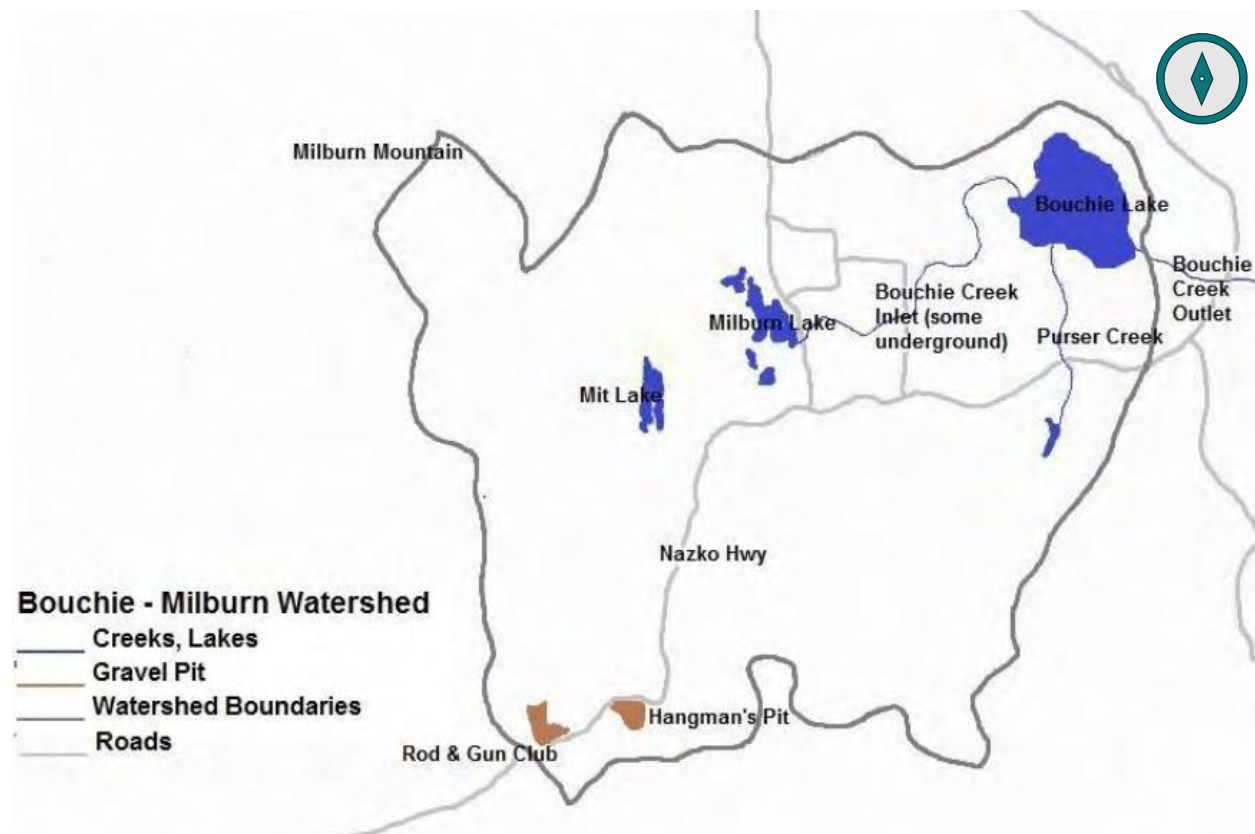 Milburn Mountain
Bouchie Lake
Bouchie
Creek
Outlet
Bouchie Creek
Inlet (some
underground)
Milburn Lake
Purser Creek
Mit Lake
Nazko Hwy
Bouchie - Milburn Watershed
Creeks, Lakes
Gravel Pit
Watershed Boundaries
Roads
Hangman's Pit
Rod & Gun Club